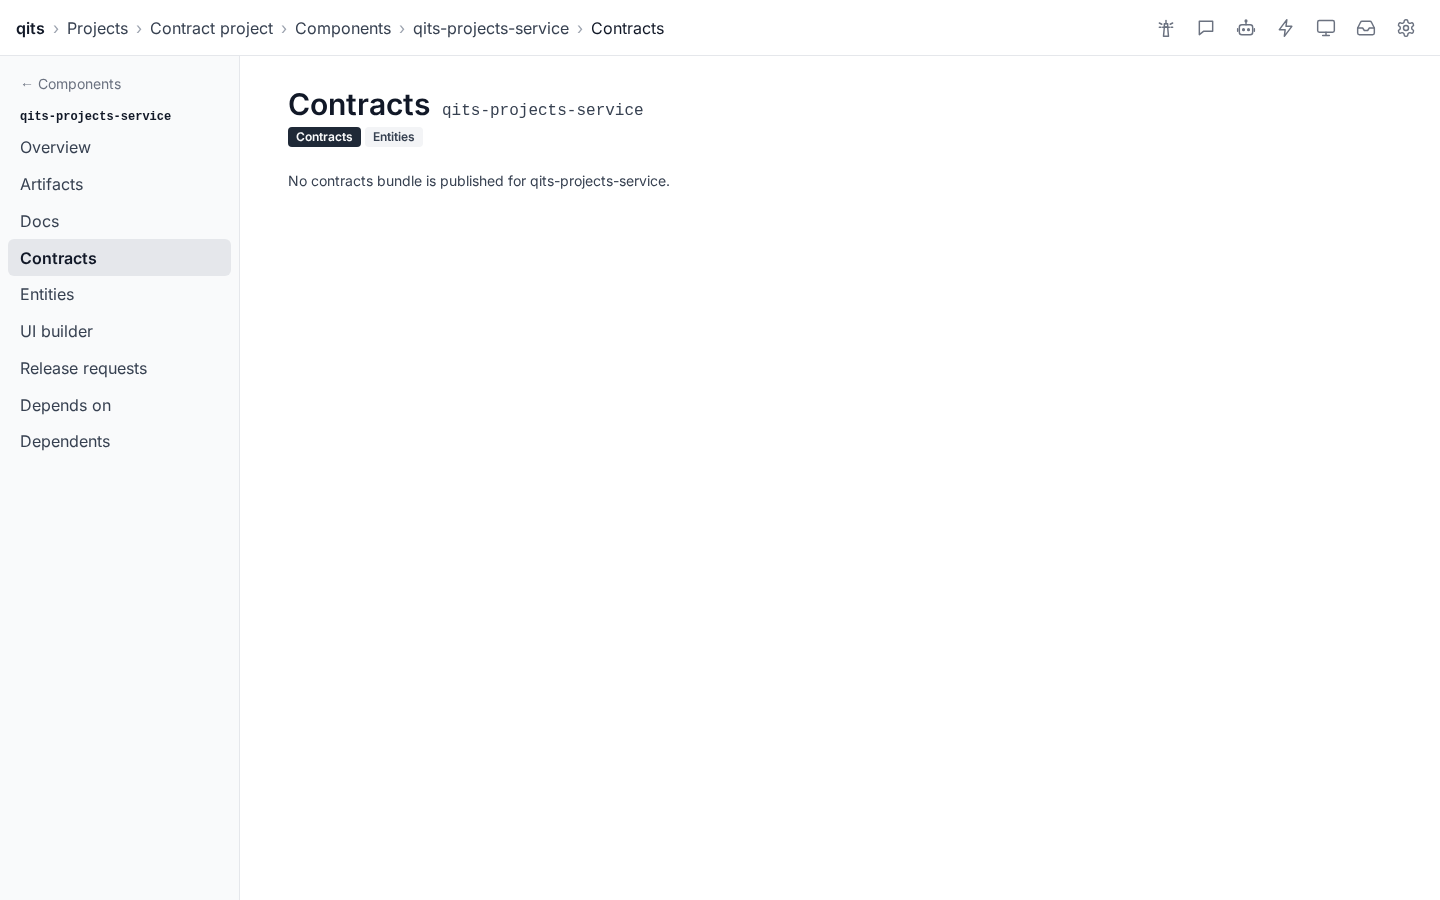 qits › Projects › Contract project › Components › qits-projects-service › Contracts
← Components
qits-projects-service
Overview
Artifacts
Docs
Contracts
Entities
UI builder
Release requests
Depends on
Dependents
Contracts qits-projects-service
Contracts Entities
No contracts bundle is published for qits-projects-service.